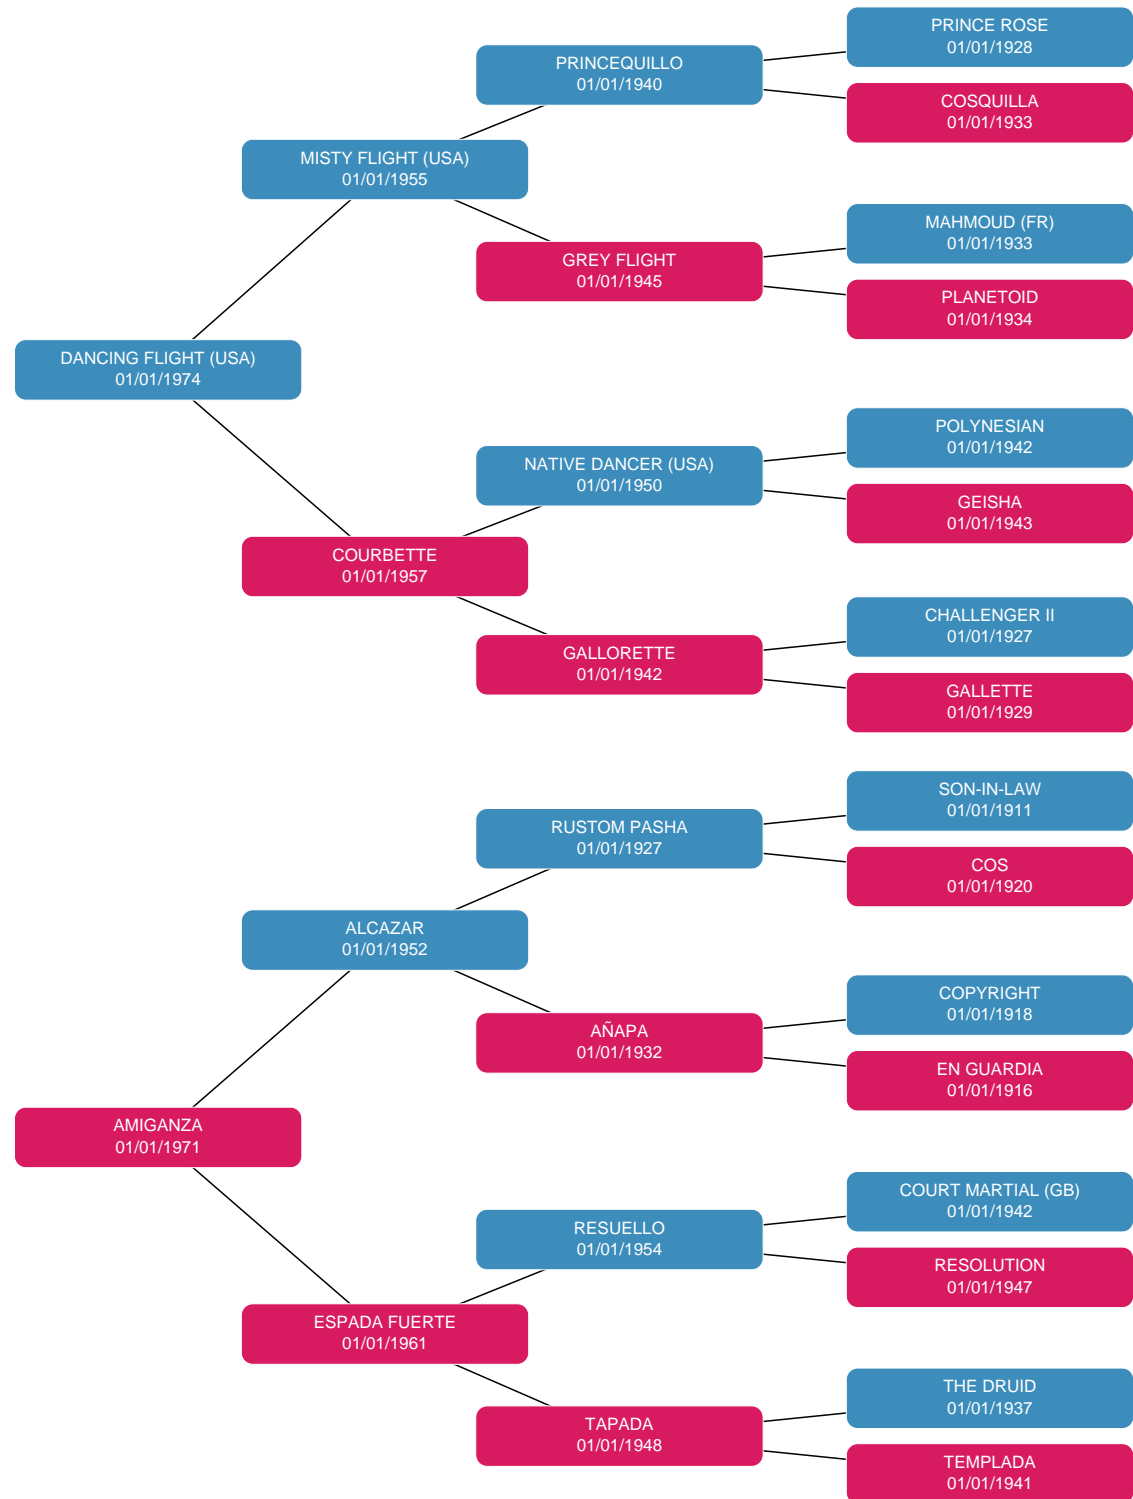 PRINCE ROSE
01/01/1928
PRINCEQUILLO
01/01/1940
COSQUILLA
01/01/1933
MISTY FLIGHT (USA)
01/01/1955
MAHMOUD (FR)
01/01/1933
GREY FLIGHT
01/01/1945
PLANETOID
01/01/1934
DANCING FLIGHT (USA)
01/01/1974
POLYNESIAN
01/01/1942
NATIVE DANCER (USA)
01/01/1950
GEISHA
01/01/1943
COURBETTE
01/01/1957
CHALLENGER II
01/01/1927
GALLORETTE
01/01/1942
GALLETTE
01/01/1929
SON-IN-LAW
01/01/1911
RUSTOM PASHA
01/01/1927
COS
01/01/1920
ALCAZAR
01/01/1952
COPYRIGHT
01/01/1918
AÑAPA
01/01/1932
EN GUARDIA
01/01/1916
AMIGANZA
01/01/1971
COURT MARTIAL (GB)
01/01/1942
RESUELLO
01/01/1954
RESOLUTION
01/01/1947
ESPADA FUERTE
01/01/1961
THE DRUID
01/01/1937
TAPADA
01/01/1948
TEMPLADA
01/01/1941